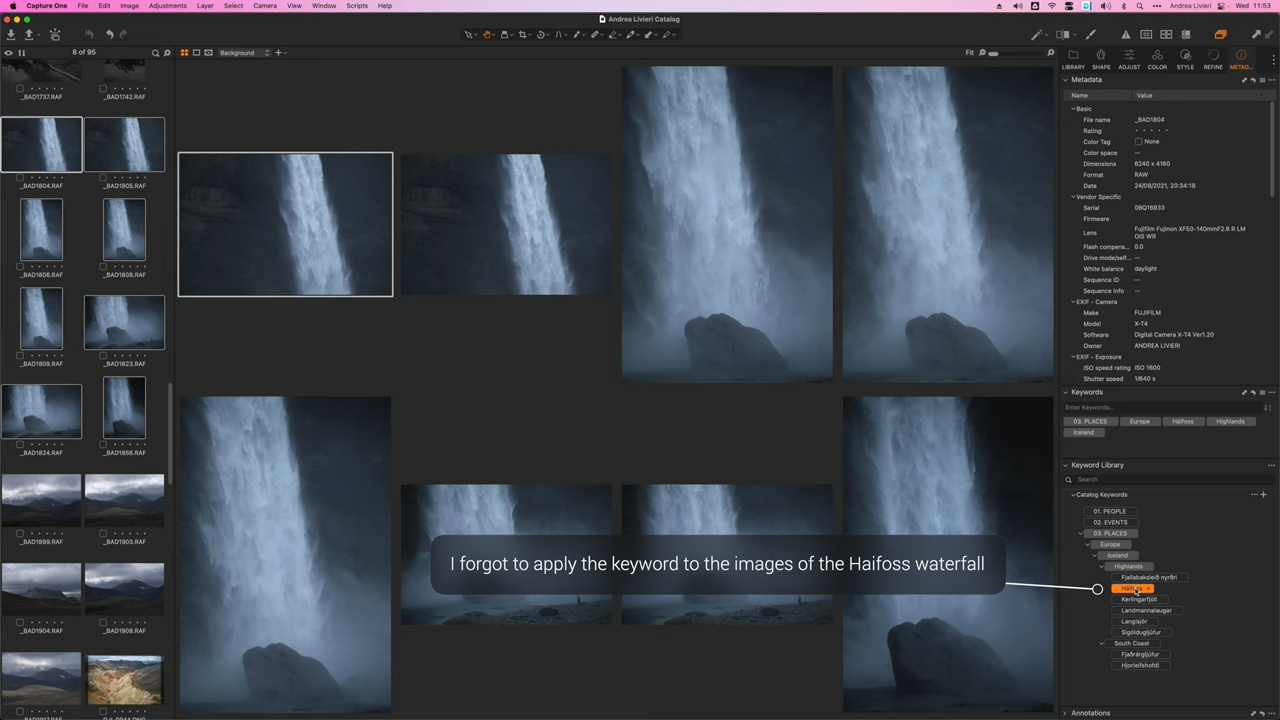 Capture One File Edit Image Adjustments Layer Select Camera View Window Scripts Help Andrea Livieri Wed 11:53
Andrea Livieri Catalog
8 of 95 Background Fit
LIBRARY SHAPE ADJUST COLOR STYLE REFINE METAD...
_BAD1737.RAF _BAD1742.RAF
_BAD1804.RAF _BAD1805.RAF
_BAD1806.RAF _BAD1808.RAF
_BAD1809.RAF _BAD1823.RAF
_BAD1824.RAF _BAD1856.RAF
_BAD1899.RAF _BAD1903.RAF
_BAD1904.RAF _BAD1908.RAF
I forgot to apply the keyword to the images of the Haifoss waterfall
Metadata
Name Value
Basic
File name _BAD1804
Rating
Color Tag None
Color space --
Dimensions 6240 x 4160
Format RAW
Date 24/08/2021, 20:34:18
Vendor Specific
Serial 0BQ16933
Firmware
Lens Fujifilm Fujinon XF50-140mmF2.8 R LM
OIS WR
Flash compens... 0.0
Drive mode/self... --
White balance daylight
Sequence ID --
Sequence Info --
EXIF - Camera
Make FUJIFILM
Model X-T4
Software Digital Camera X-T4 Ver1.20
Owner ANDREA LIVIERI
EXIF - Exposure
ISO speed rating ISO 1600
Shutter speed 1/640 s
Keywords
Enter Keywords...
03. PLACES Europe Háifoss Highlands
Iceland
Keyword Library
Search
Catalog Keywords
01. PEOPLE
02. EVENTS
03. PLACES
Europe
Iceland
Highlands
Fjallabaksleið nyrðri
Háifoss
Kerlingarfjöll
Landmannalaugar
Langisjór
Sigöldugljúfur
South Coast
Fjaðrárgljúfur
Hjorleifshofdi
Annotations